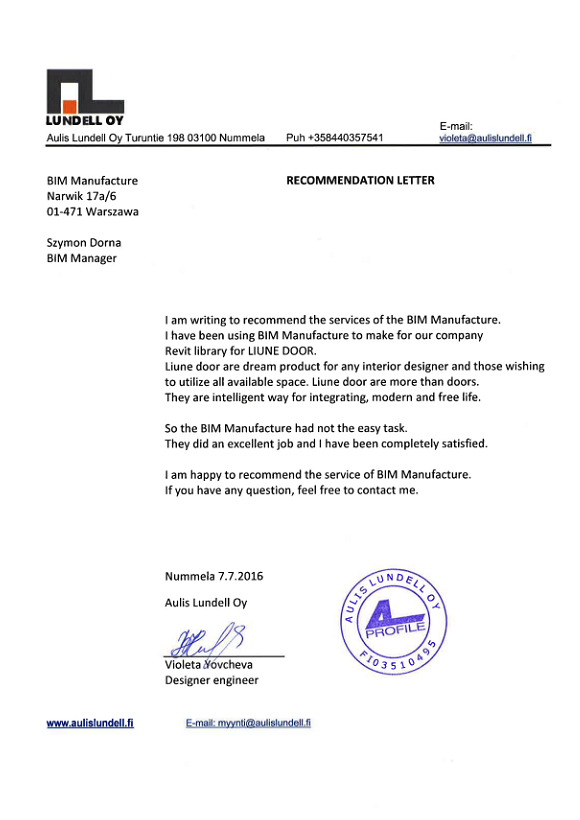 LUNDELL OY
Aulis Lundell Oy Turuntie 198 03100 Nummela Puh +358440357541 E-mail:
violeta@aulislundell.fi
BIM Manufacture
Narwik 17a/6
01-471 Warszawa
RECOMMENDATION LETTER
Szymon Dorna
BIM Manager
I am writing to recommend the services of the BIM Manufacture.
I have been using BIM Manufacture to make for our company
Revit library for LIUNE DOOR.
Liune door are dream product for any interior designer and those wishing
to utilize all available space. Liune door are more than doors.
They are intelligent way for integrating, modern and free life.
So the BIM Manufacture had not the easy task.
They did an excellent job and I have been completely satisfied.
I am happy to recommend the service of BIM Manufacture.
If you have any question, feel free to contact me.
Nummela 7.7.2016
Aulis Lundell Oy
Violeta Yovcheva
Designer engineer
AULIS LUNDELL OY
PROFILE
FI03510495
www.aulislundell.fi E-mail: myynti@aulislundell.fi